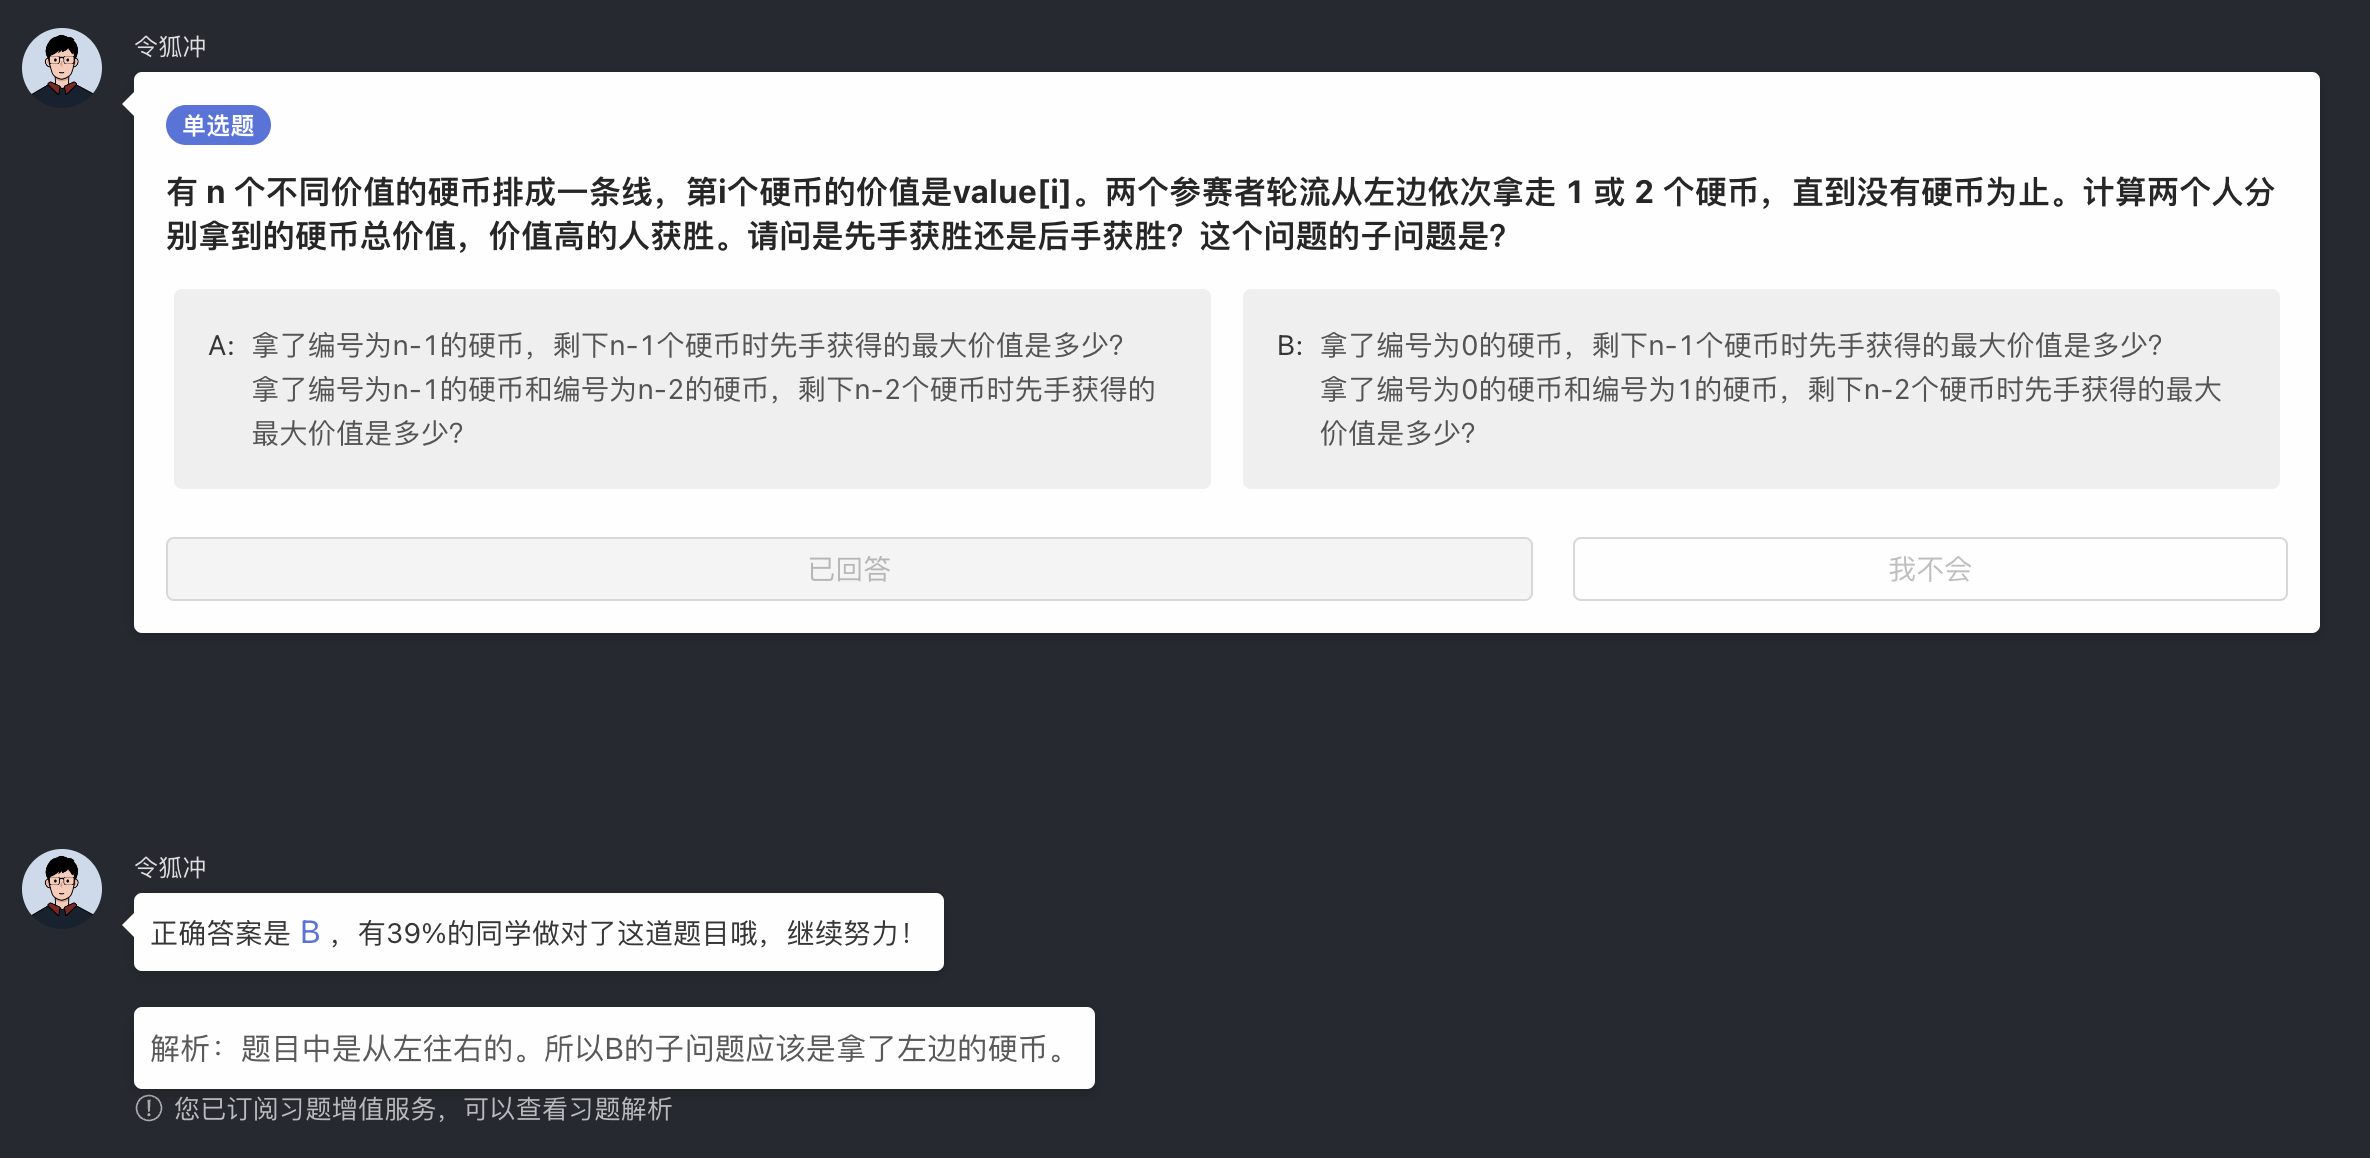 令狐冲
单选题
有 n 个不同价值的硬币排成一条线，第i个硬币的价值是value[i]。两个参赛者轮流从左边依次拿走 1 或 2 个硬币，直到没有硬币为止。计算两个人分
别拿到的硬币总价值，价值高的人获胜。请问是先手获胜还是后手获胜？这个问题的子问题是？
A: 拿了编号为n-1的硬币，剩下n-1个硬币时先手获得的最大价值是多少？
拿了编号为n-1的硬币和编号为n-2的硬币，剩下n-2个硬币时先手获得的
最大价值是多少？
B: 拿了编号为0的硬币，剩下n-1个硬币时先手获得的最大价值是多少？
拿了编号为0的硬币和编号为1的硬币，剩下n-2个硬币时先手获得的最大
价值是多少？
已回答
我不会
令狐冲
正确答案是 B ，有39%的同学做对了这道题目哦，继续努力！
解析：题目中是从左往右的。所以B的子问题应该是拿了左边的硬币。
您已订阅习题增值服务，可以查看习题解析